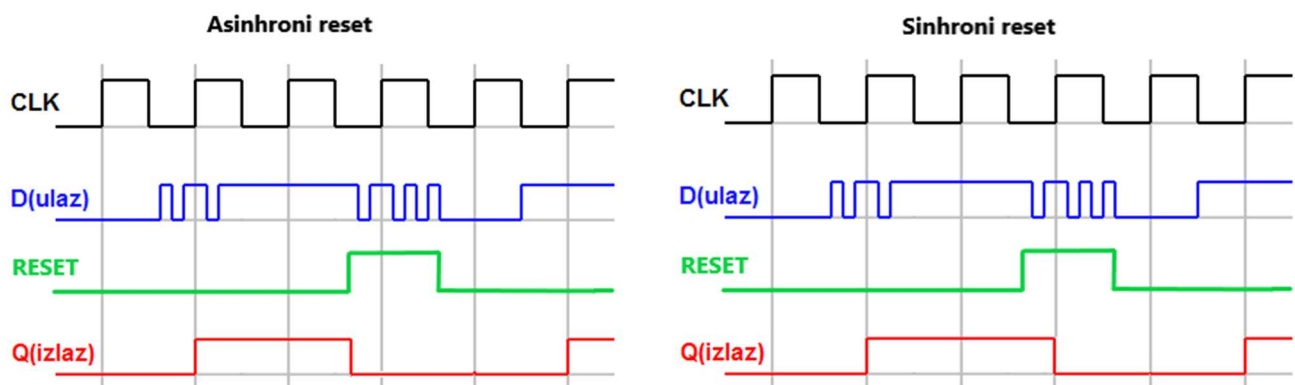 Asinhroni reset
CLK
D(ulaz)
RESET
Q(izlaz)
Sinhroni reset
CLK
D(ulaz)
RESET
Q(izlaz)